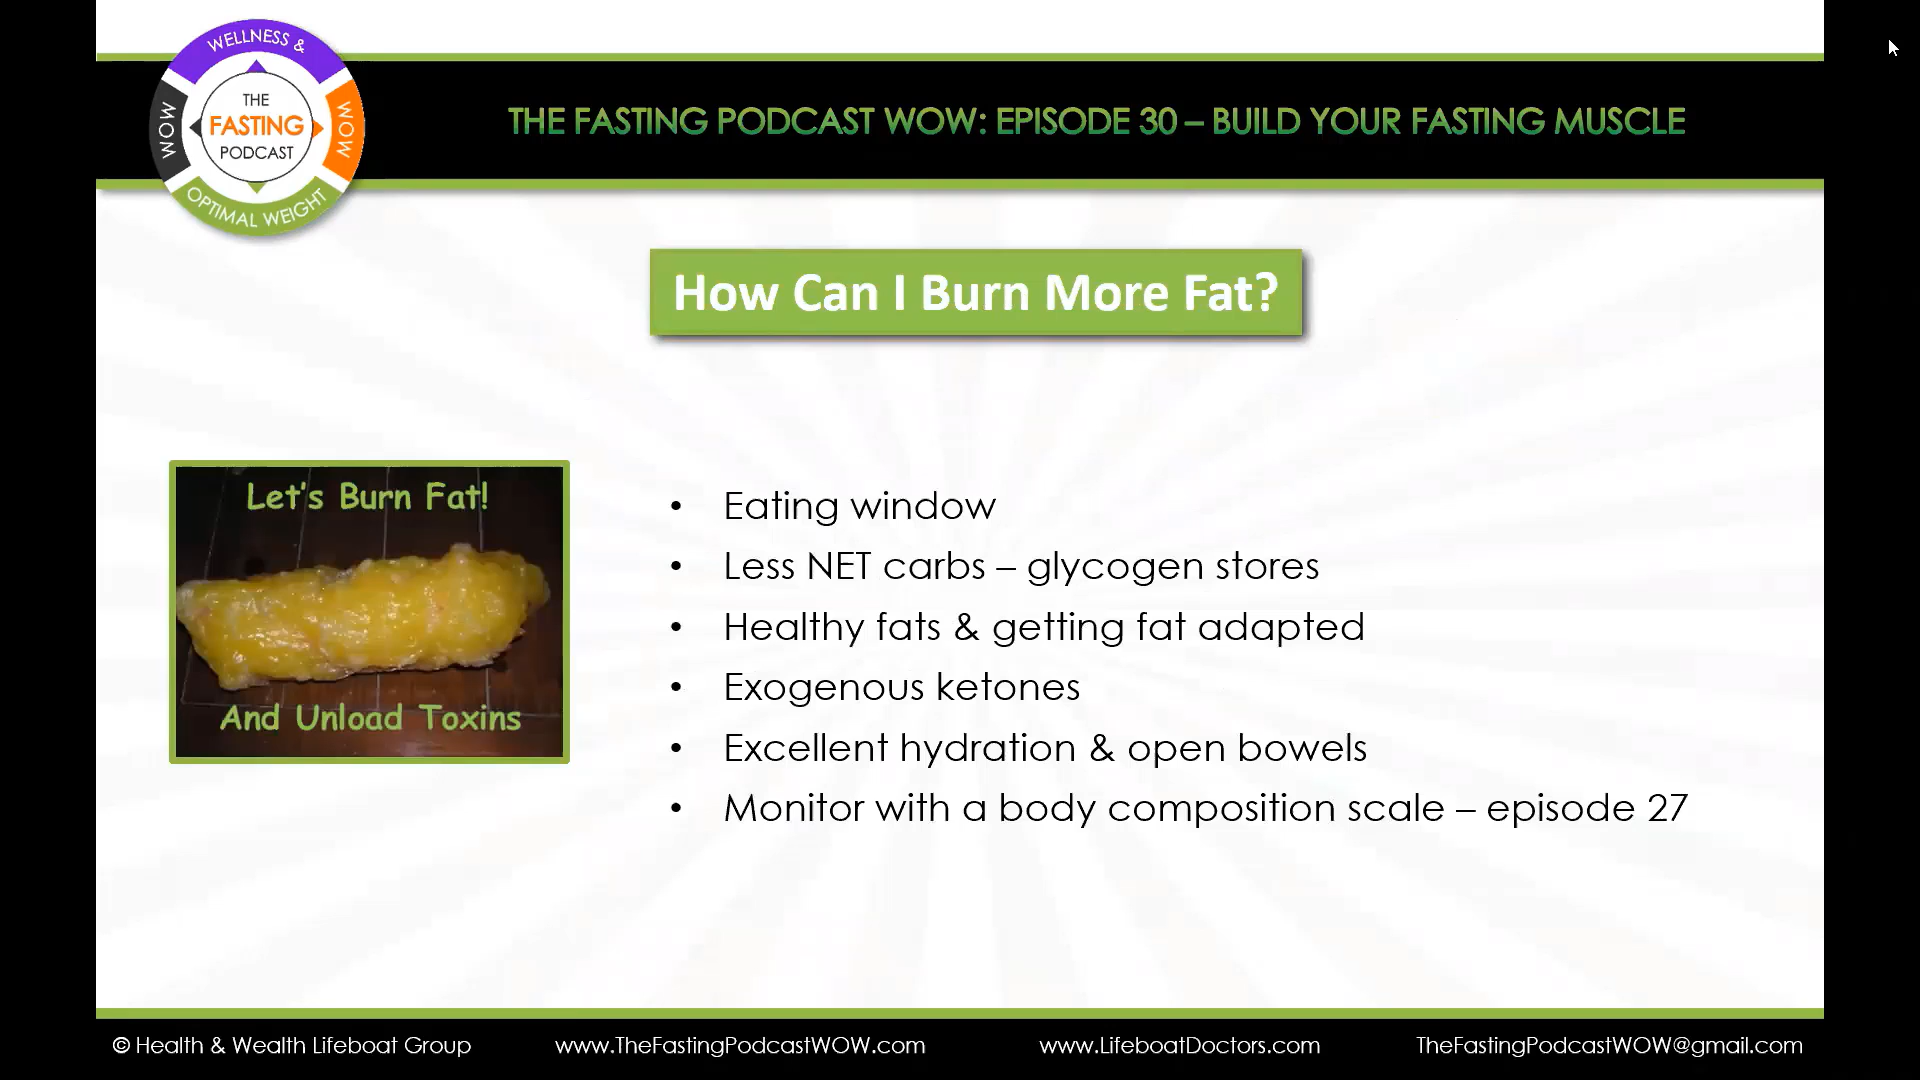 WELLNESS &
WOW
THE
FASTING
PODCAST
WOW
OPTIMAL WEIGHT
THE FASTING PODCAST WOW: EPISODE 30 – BUILD YOUR FASTING MUSCLE
How Can I Burn More Fat?
Let's Burn Fat!
And Unload Toxins
• Eating window
• Less NET carbs – glycogen stores
• Healthy fats & getting fat adapted
• Exogenous ketones
• Excellent hydration & open bowels
• Monitor with a body composition scale – episode 27
© Health & Wealth Lifeboat Group
www.TheFastingPodcastWOW.com
www.LifeboatDoctors.com
TheFastingPodcastWOW@gmail.com